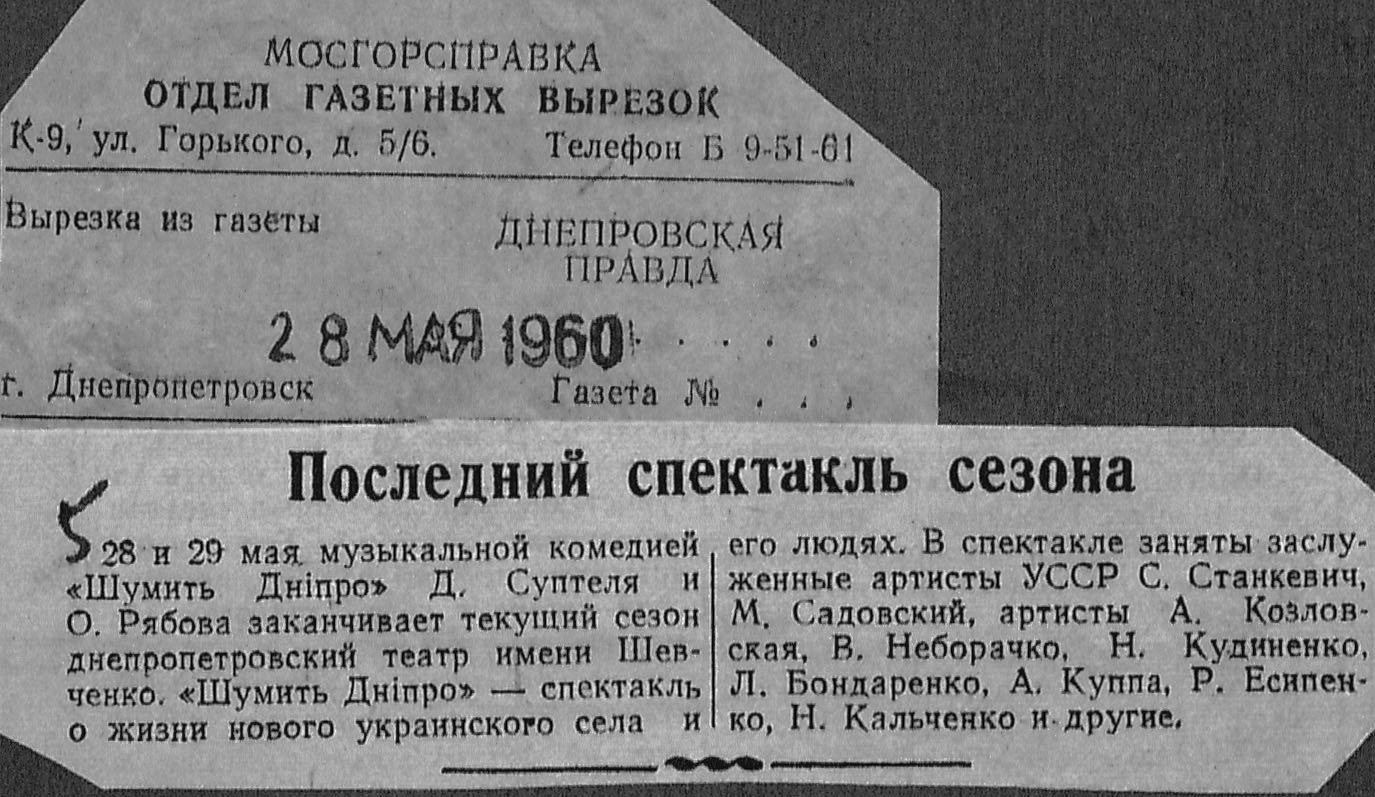 МОСГОРСПРАВКА
ОТДЕЛ ГАЗЕТНЫХ ВЫРЕЗОК
К-9, ул. Горького, д. 5/6. Телефон Б 9-51-61
Вырезка из газеты
ДНЕПРОВСКАЯ
ПРАВДА
28 МАЯ 1960
г. Днепропетровск Газета № . . .
Последний спектакль сезона
28 и 29 мая музыкальной комедией
«Шумить Дніпро» Д. Суптеля и
О. Рябова заканчивает текущий сезон
днепропетровский театр имени Шев-
ченко. «Шумить Дніпро» — спектакль
о жизни нового украинского села и
его людях. В спектакле заняты заслу-
женные артисты УССР С. Станкевич,
М. Садовский, артисты А. Козлов-
ская, В. Неборачко, Н. Кудиненко,
Л. Бондаренко, А. Куппа, Р. Есипен-
ко, Н. Кальченко и другие.